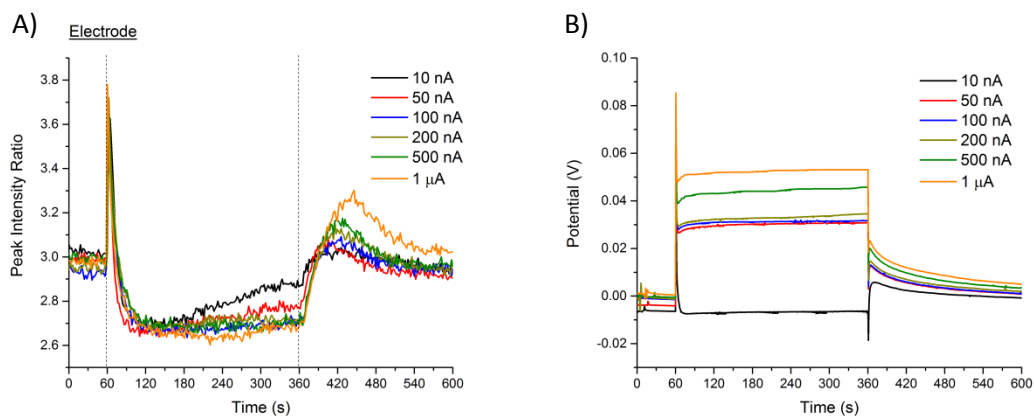 A)
Electrode
3.8
3.6
3.4
3.2
3.0
2.8
2.6
Peak Intensity Ratio
10 nA
50 nA
100 nA
200 nA
500 nA
1 µA
0 60 120 180 240 300 360 420 480 540 600
Time (s)
B)
0.10
0.08
0.06
0.04
0.02
0.00
-0.02
Potential (V)
10 nA
50 nA
100 nA
200 nA
500 nA
1 µA
0 60 120 180 240 300 360 420 480 540 600
Time (s)